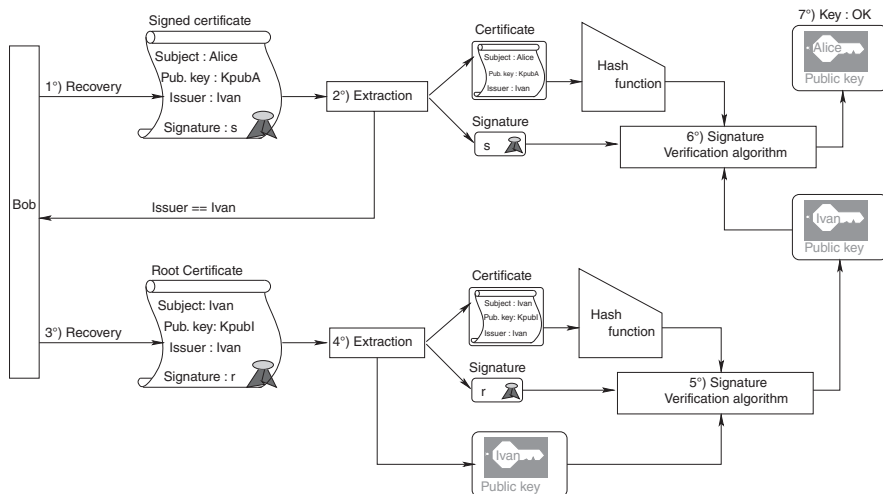 Signed certificate
Subject : Alice
Pub. key : KpubA
Issuer : Ivan
Signature : s
1°) Recovery
2°) Extraction
Certificate
Subject : Alice
Pub. key : KpubA
Issuer : Ivan
Signature
s
Hash
function
6°) Signature
Verification algorithm
7°) Key : OK
Alice
Public key
Bob
Issuer == Ivan
Ivan
Public key
Root Certificate
Subject: Ivan
Pub. key: KpubI
Issuer : Ivan
Signature : r
3°) Recovery
4°) Extraction
Certificate
Subject : Ivan
Pub. key: KpubI
Issuer : Ivan
Signature
r
Hash
function
5°) Signature
Verification algorithm
Ivan
Public key